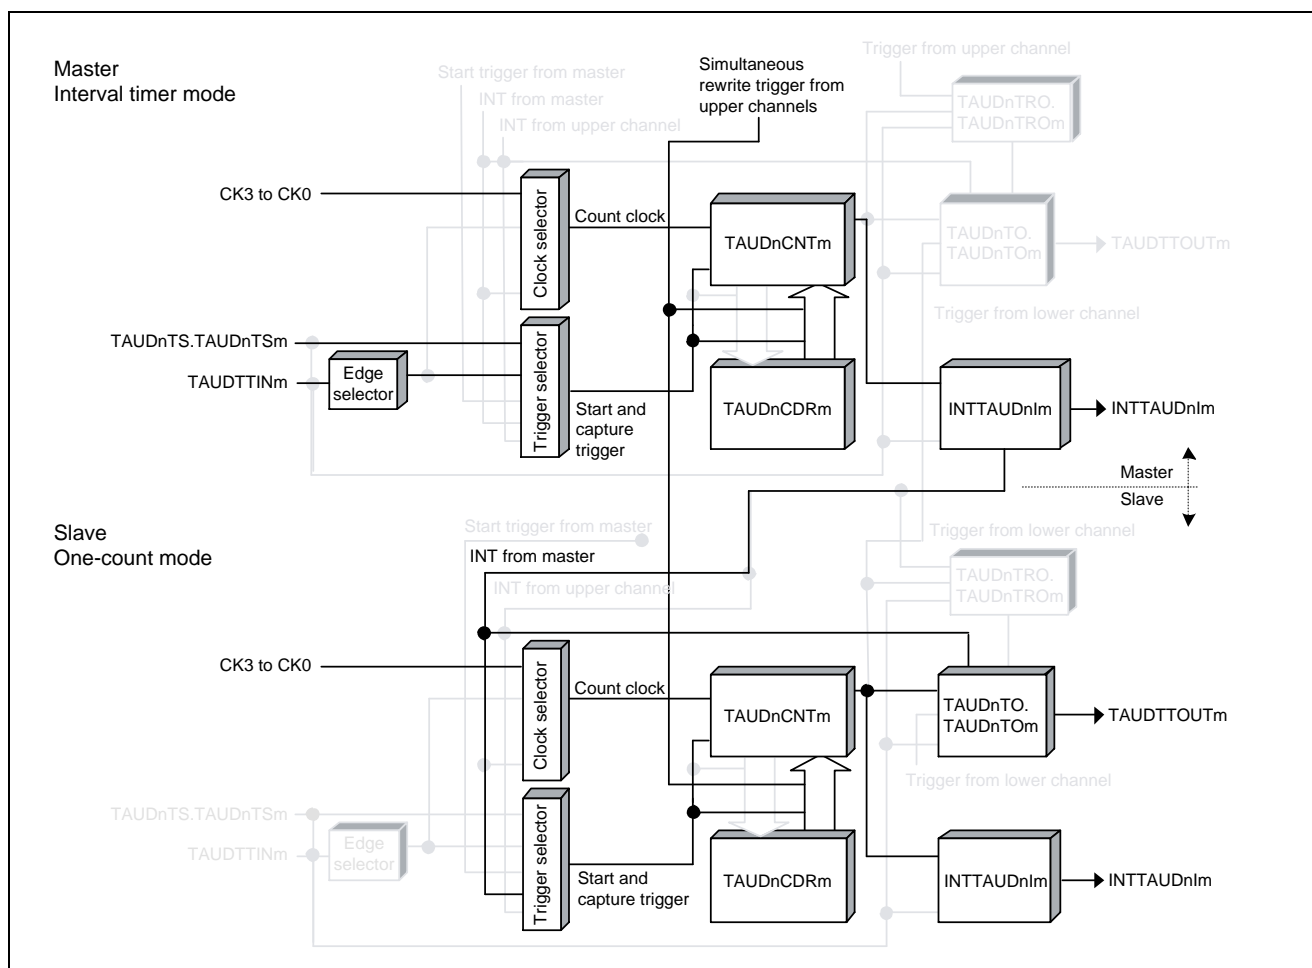 Master
Interval timer mode
Start trigger from master
INT from master
INT from upper channel
Simultaneous
rewrite trigger from
upper channels
Trigger from upper channel
TAUDnTRO.
TAUDnTROm
CK3 to CK0
Clock selector
Count clock
TAUDnCNTm
TAUDnTO.
TAUDnTOm
TAUDTTOUTm
Trigger from lower channel
TAUDnTS.TAUDnTSm
TAUDTTINm
Edge
selector
Trigger selector
Start and
capture
trigger
TAUDnCDRm
INTTAUDnIm
INTTAUDnIm
Master
Slave
Slave
One-count mode
Start trigger from master
INT from master
INT from upper channel
Trigger from lower channel
TAUDnTRO.
TAUDnTROm
CK3 to CK0
Clock selector
Count clock
TAUDnCNTm
TAUDnTO.
TAUDnTOm
TAUDTTOUTm
Trigger from lower channel
TAUDnTS.TAUDnTSm
TAUDTTINm
Edge
selector
Trigger selector
Start and
capture trigger
TAUDnCDRm
INTTAUDnIm
INTTAUDnIm